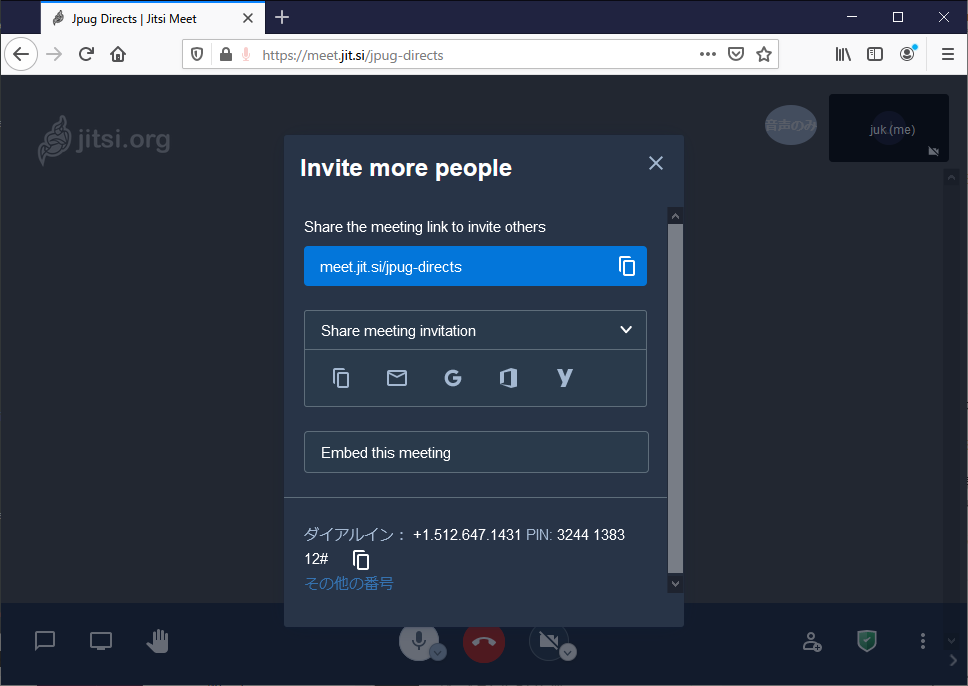 Jpug Directs | Jitsi Meet
https://meet.jit.si/jpug-directs
jitsi.org
音声のみ
juk (me)
Invite more people
Share the meeting link to invite others
meet.jit.si/jpug-directs
Share meeting invitation
Embed this meeting
ダイアルイン： +1.512.647.1431 PIN: 3244 1383
12#
その他の番号